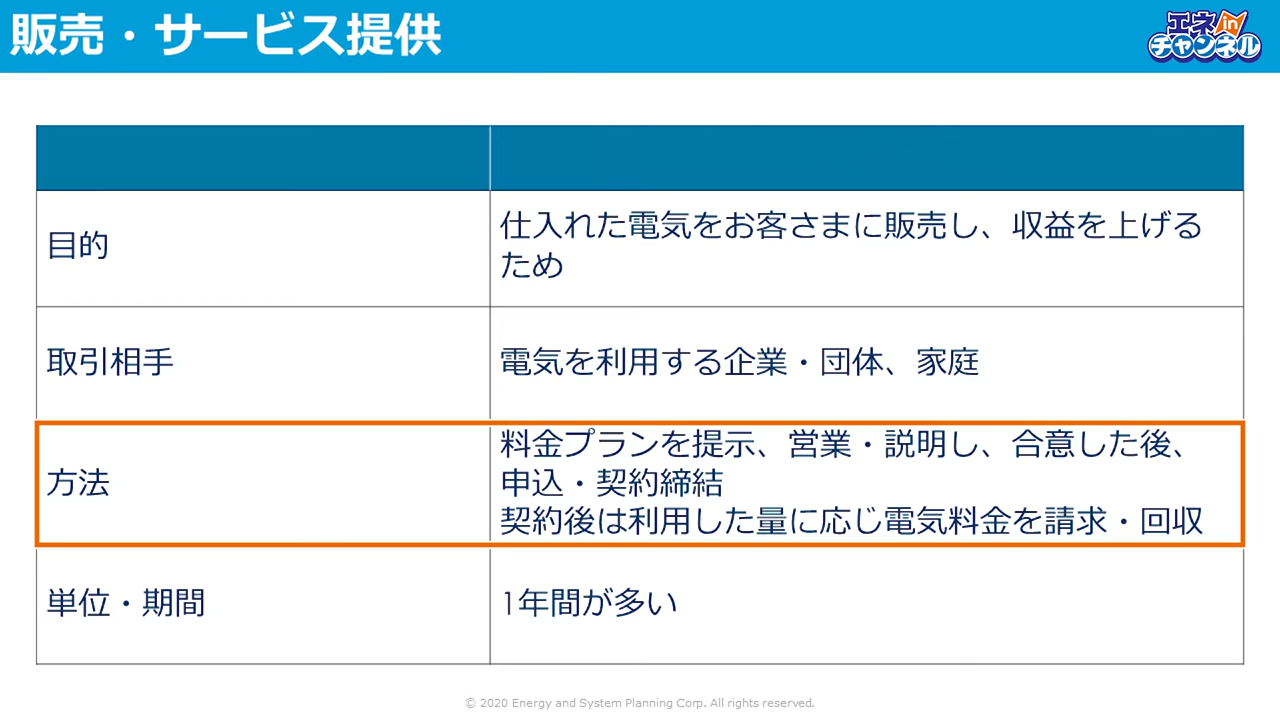 販売・サービス提供
エネin
チャンネル
目的
仕入れた電気をお客さまに販売し、収益を上げる
ため
取引相手
電気を利用する企業・団体、家庭
方法
料金プランを提示、営業・説明し、合意した後、
申込・契約締結
契約後は利用した量に応じ電気料金を請求・回収
単位・期間
1年間が多い
© 2020 Energy and System Planning Corp. All rights reserved.